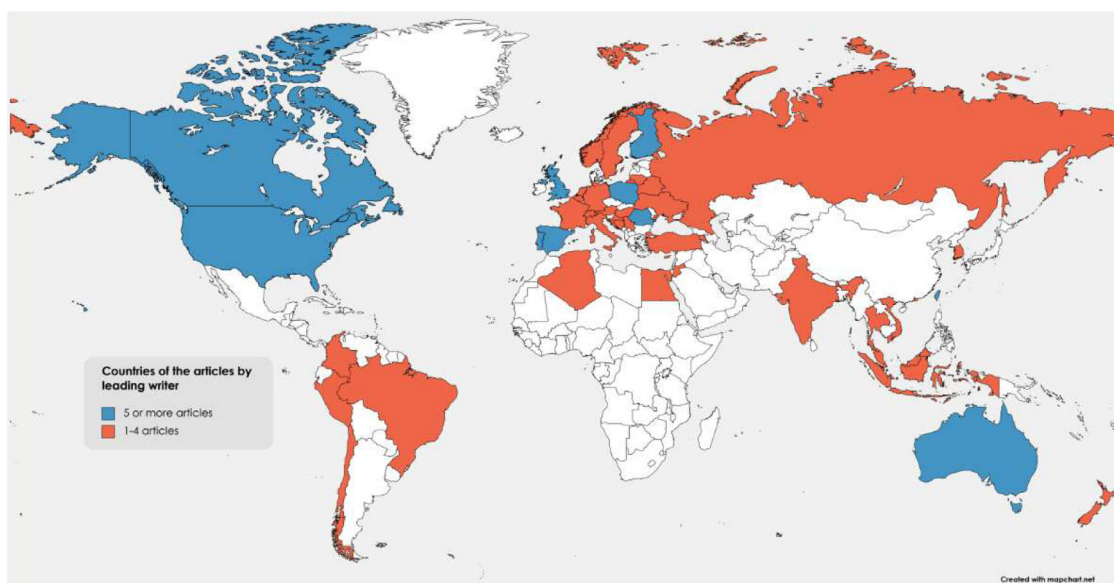 Countries of the articles by
leading writer
5 or more articles
1-4 articles
Created with mapchart.net